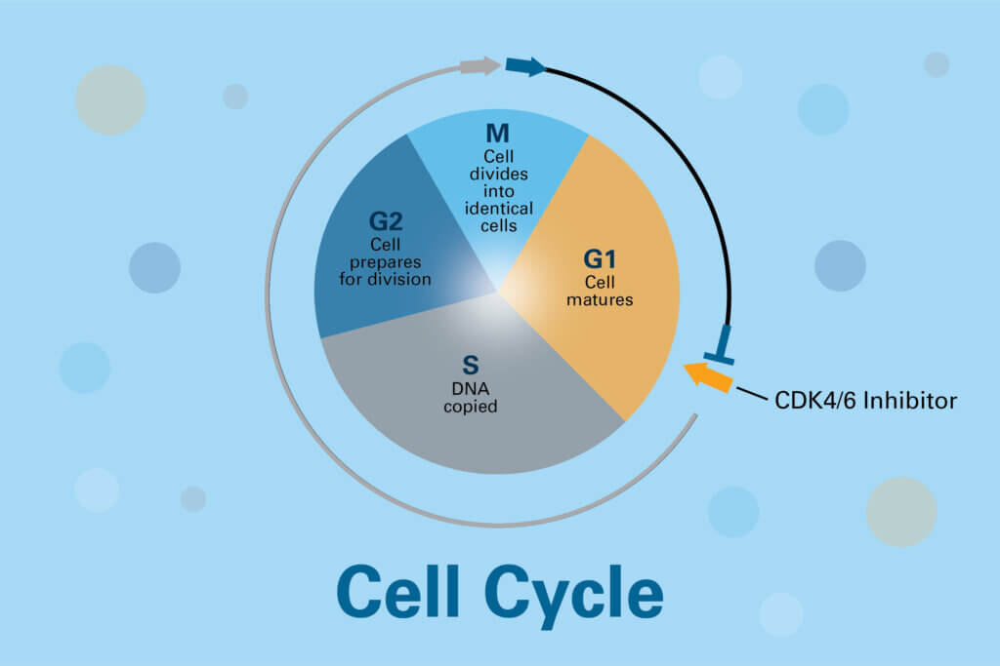 M
Cell
divides
into
identical
cells
G2
Cell
prepares
for division
G1
Cell
matures
S
DNA
copied
CDK4/6 Inhibitor
Cell Cycle